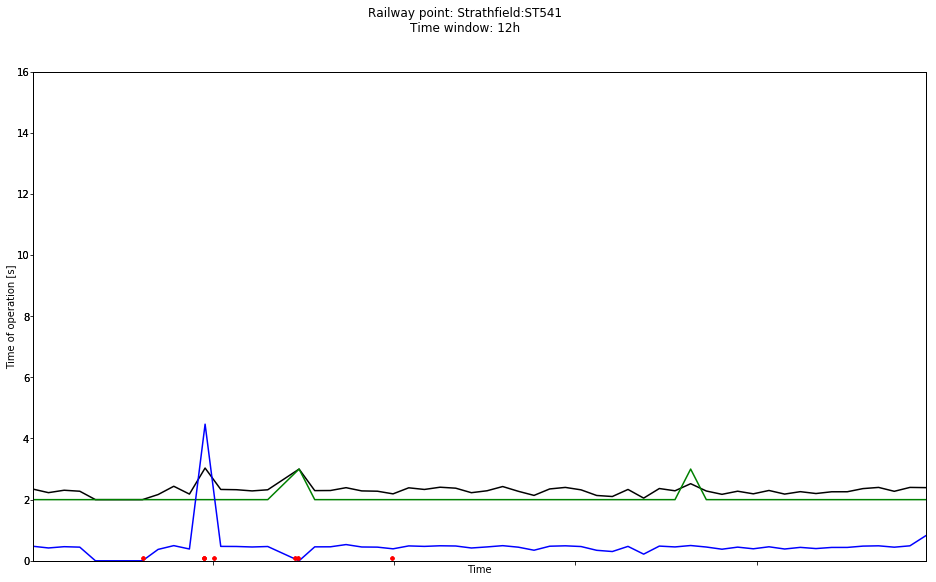 Railway point: Strathfield:ST541
Time window: 12h
16
14
12
10
8
6
4
2
0
Time of operation [s]
Time